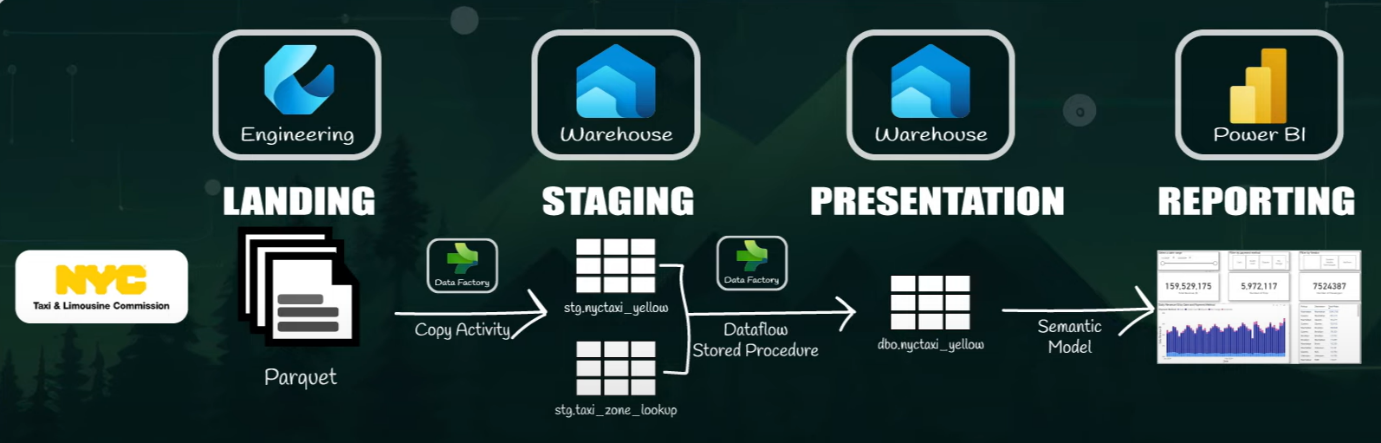 Engineering
Warehouse
Warehouse
Power BI
LANDING
STAGING
PRESENTATION
REPORTING
NYC
Taxi & Limousine Commission
Parquet
Data Factory
Copy Activity
stg.nyctaxi_yellow
stg.taxi_zone_lookup
Data Factory
Dataflow
Stored Procedure
dbo.nyctaxi_yellow
Semantic
Model
159,529,175
5,972,117
7524387